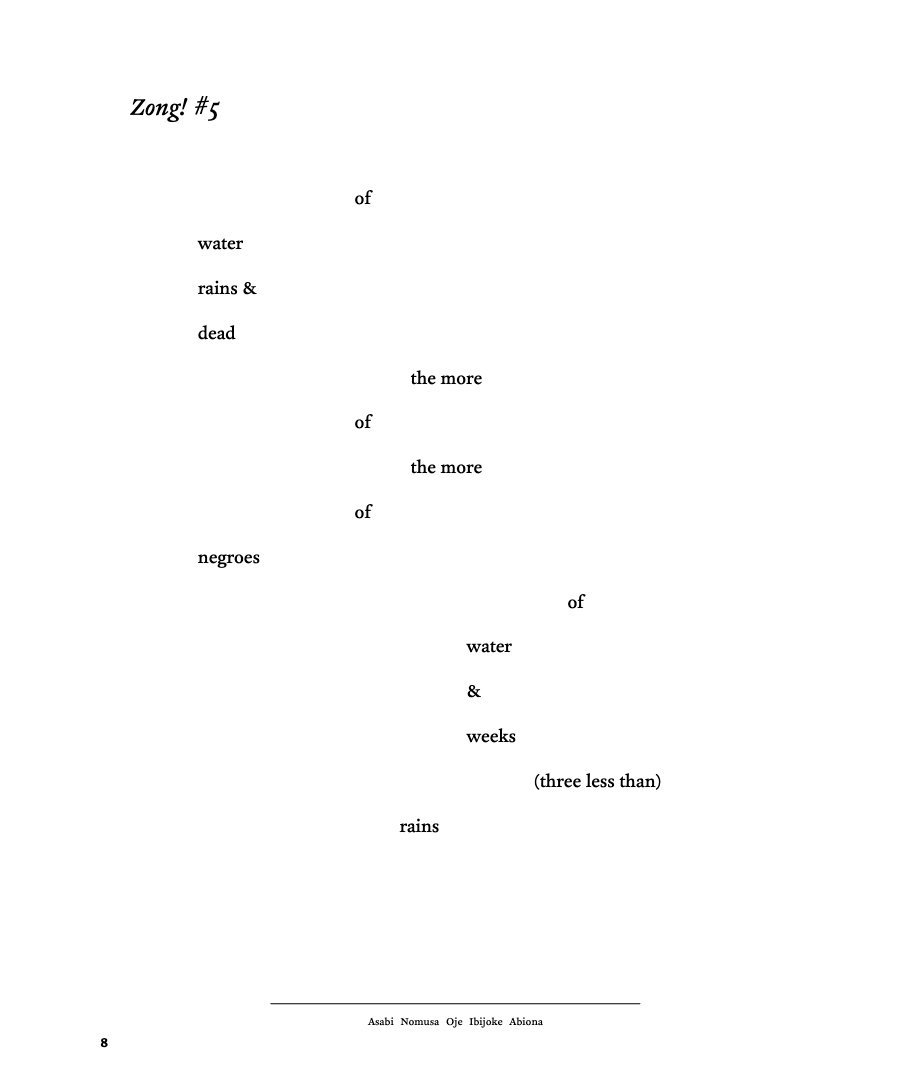 Zong! #5
of
water
rains &
dead
the more
of
the more
of
negroes
of
water
&
weeks
(three less than)
rains
Asabi Nomusa Oje Ibijoke Abiona
8